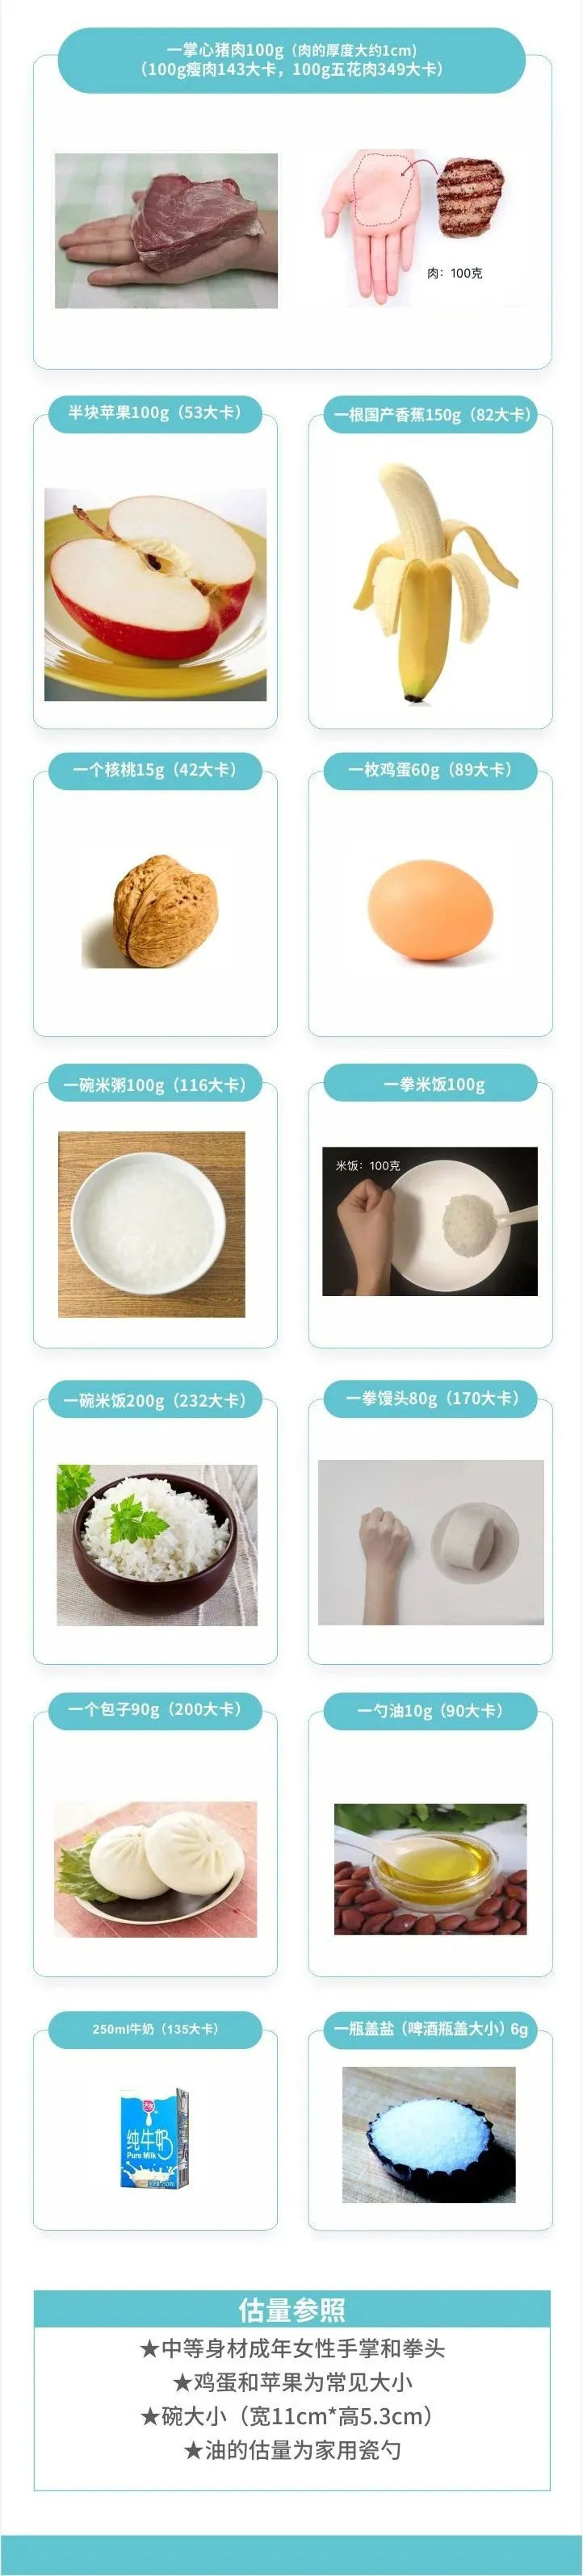 一掌心猪肉100g（肉的厚度大约1cm）
（100g瘦肉143大卡，100g五花肉349大卡）
肉：100克
半块苹果100g（53大卡）
一根国产香蕉150g（82大卡）
一个核桃15g（42大卡）
一枚鸡蛋60g（89大卡）
一碗米粥100g（116大卡）
一拳米饭100g
米饭：100克
一碗米饭200g（232大卡）
一拳馒头80g（170大卡）
一个包子90g（200大卡）
一勺油10g（90大卡）
250ml牛奶（135大卡）
一瓶盖盐（啤酒瓶盖大小）6g
纯牛奶
Pure Milk
估量参照
★中等身材成年女性手掌和拳头
★鸡蛋和苹果为常见大小
★碗大小（宽11cm*高5.3cm）
★油的估量为家用瓷勺